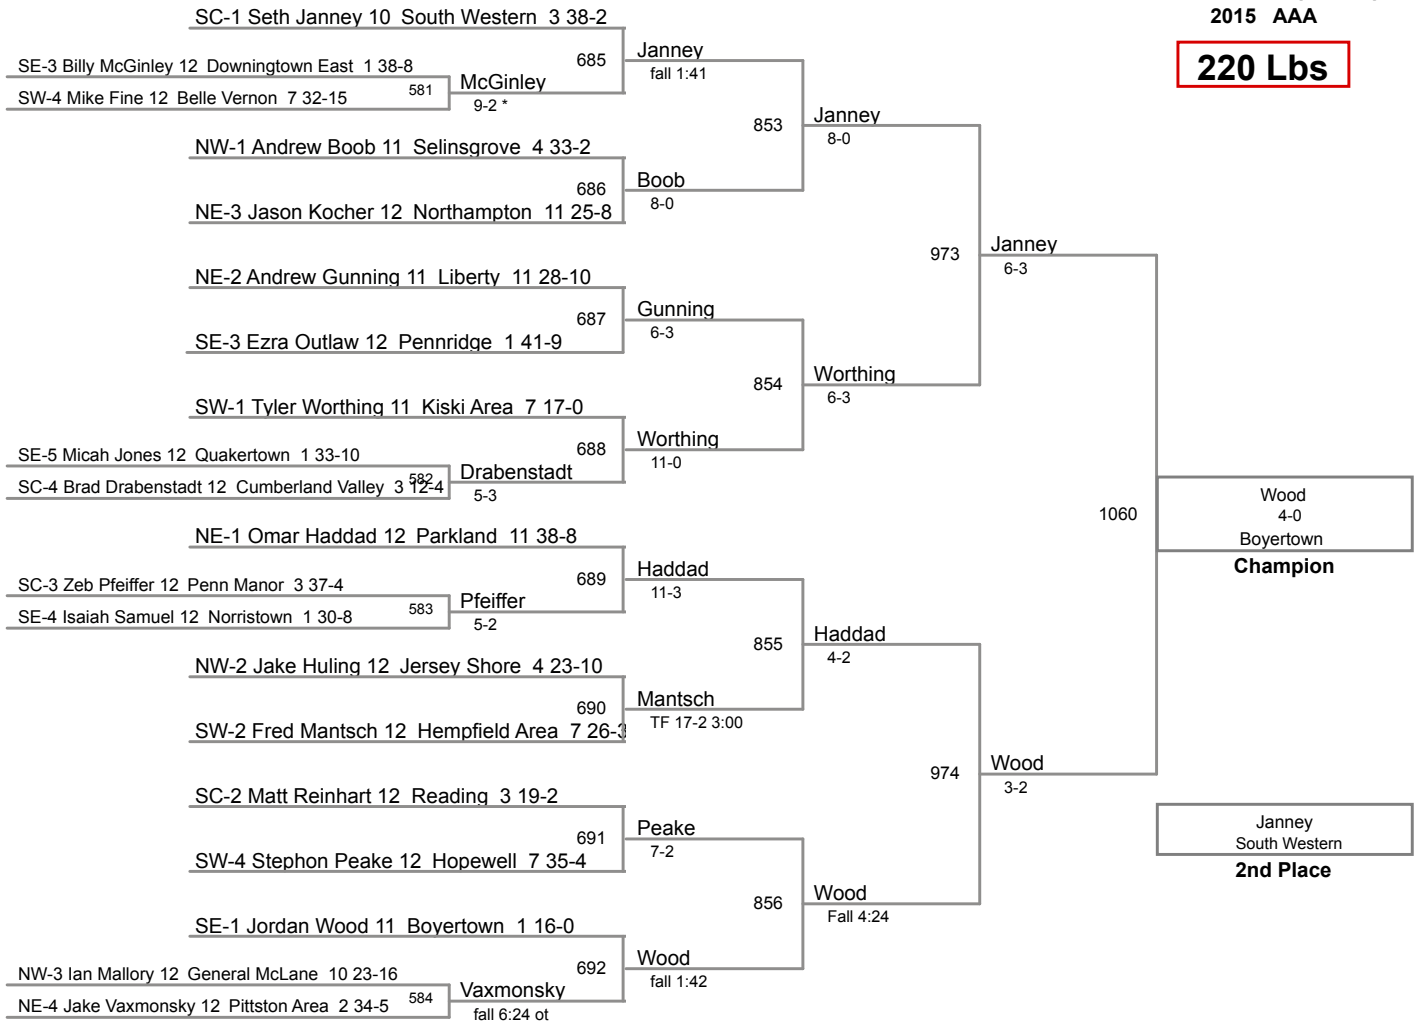 2015 AAA
220 Lbs
SC-1 Seth Janney 10 South Western 3 38-2
SE-3 Billy McGinley 12 Downingtown East 1 38-8
SW-4 Mike Fine 12 Belle Vernon 7 32-15
581
McGinley
9-2 *
685
Janney
fall 1:41
NW-1 Andrew Boob 11 Selinsgrove 4 33-2
NE-3 Jason Kocher 12 Northampton 11 25-8
686
Boob
8-0
853
Janney
8-0
NE-2 Andrew Gunning 11 Liberty 11 28-10
SE-3 Ezra Outlaw 12 Pennridge 1 41-9
687
Gunning
6-3
SW-1 Tyler Worthing 11 Kiski Area 7 17-0
SE-5 Micah Jones 12 Quakertown 1 33-10
SC-4 Brad Drabenstadt 12 Cumberland Valley 3 12-4
582
Drabenstadt
5-3
688
Worthing
11-0
854
Worthing
6-3
973
Janney
6-3
NE-1 Omar Haddad 12 Parkland 11 38-8
SC-3 Zeb Pfeiffer 12 Penn Manor 3 37-4
SE-4 Isaiah Samuel 12 Norristown 1 30-8
583
Pfeiffer
5-2
689
Haddad
11-3
NW-2 Jake Huling 12 Jersey Shore 4 23-10
SW-2 Fred Mantsch 12 Hempfield Area 7 26-3
690
Mantsch
TF 17-2 3:00
855
Haddad
4-2
SC-2 Matt Reinhart 12 Reading 3 19-2
SW-4 Stephon Peake 12 Hopewell 7 35-4
691
Peake
7-2
SE-1 Jordan Wood 11 Boyertown 1 16-0
NW-3 Ian Mallory 12 General McLane 10 23-16
NE-4 Jake Vaxmonsky 12 Pittston Area 2 34-5
584
Vaxmonsky
fall 6:24 ot
692
Wood
fall 1:42
856
Wood
Fall 4:24
974
Wood
3-2
1060
Wood
4-0
Boyertown
Champion
Janney
South Western
2nd Place